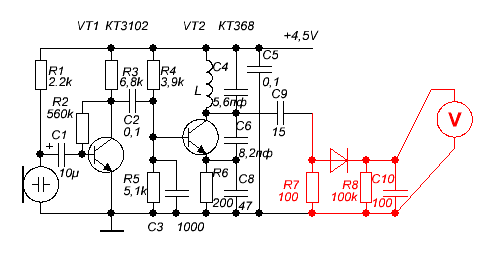 VT1 КТ3102
VT2 КТ368
+4,5V
R1
2.2k
R2
560k
C1
+
10µ
R3
6,8k
C2
0,1
R4
3,9k
R5
5,1k
C3
1000
L
C4
5,6пф
C5
0,1
C6
8,2пф
R6
200
C8
47
C9
15
R7
100
R8
100k
C10
100
V